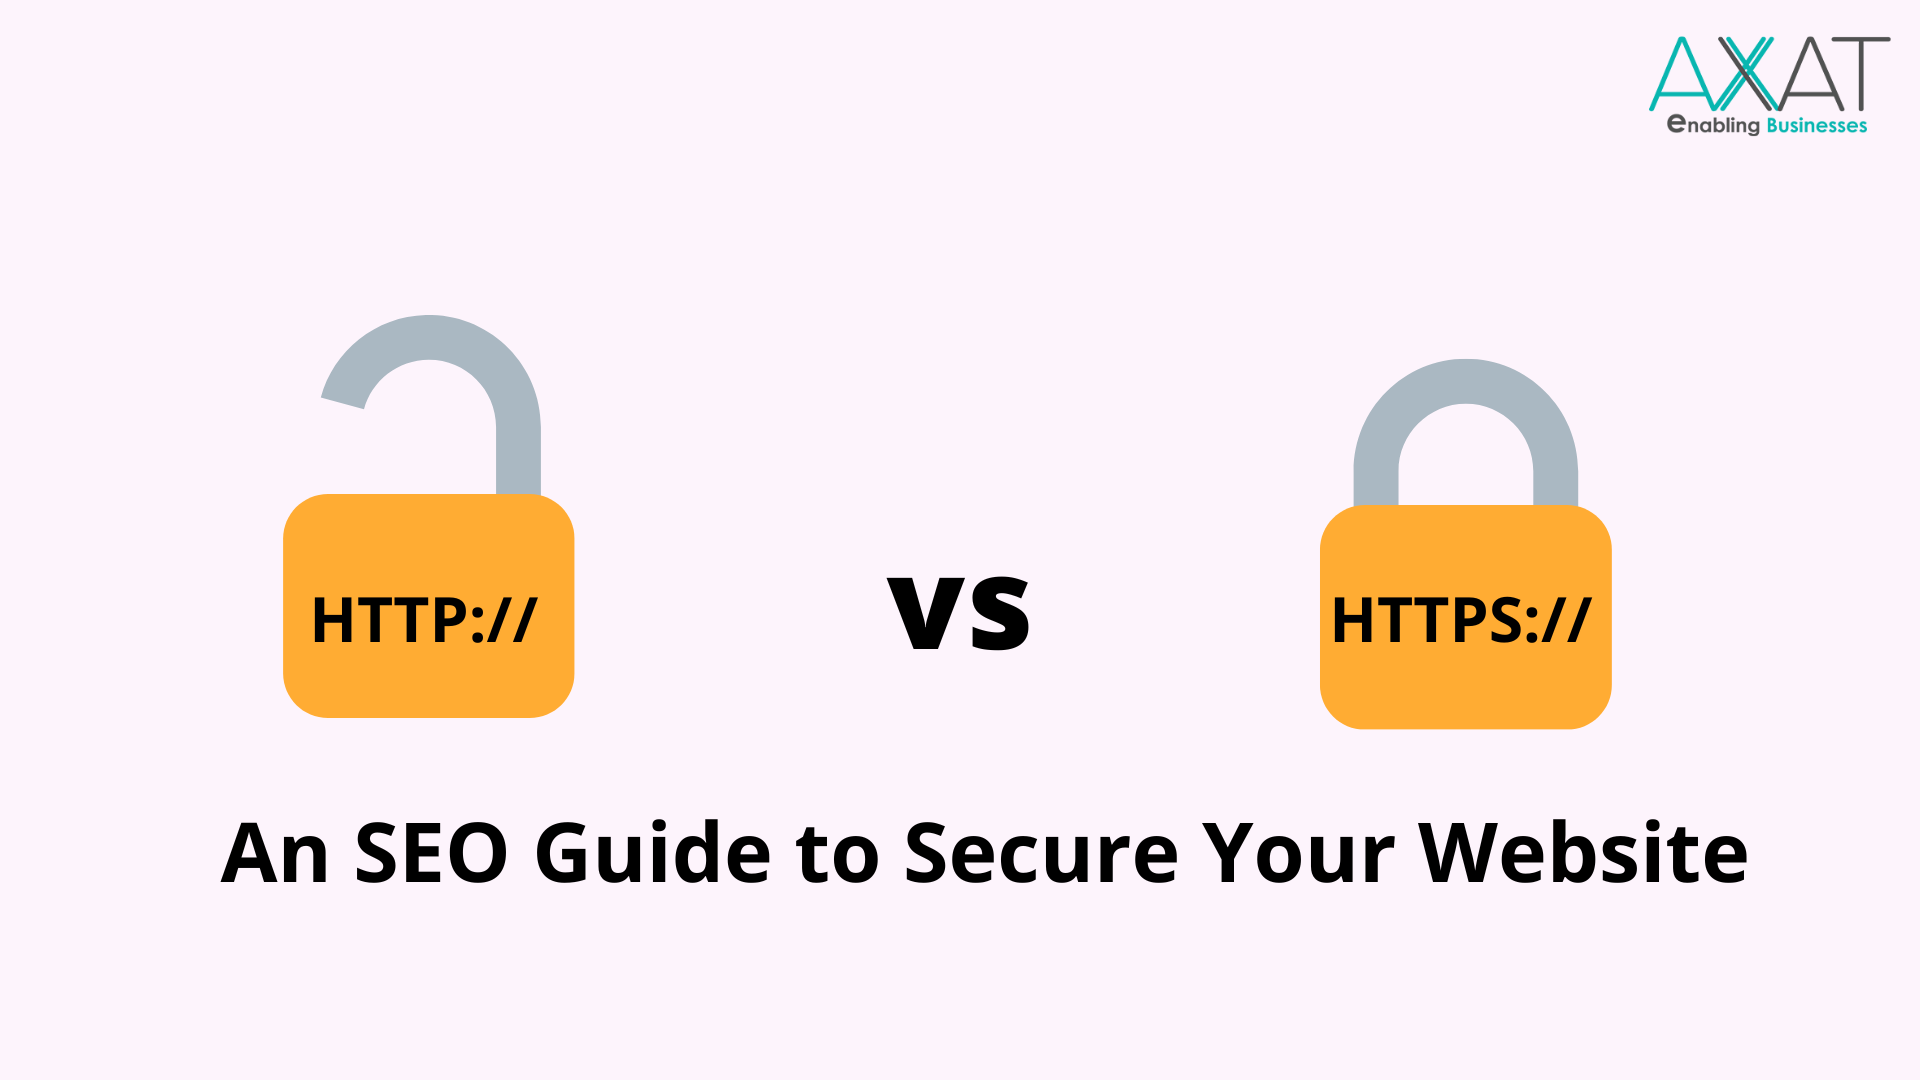 AXAT
enabling Businesses
HTTP://
vs
HTTPS://
An SEO Guide to Secure Your Website